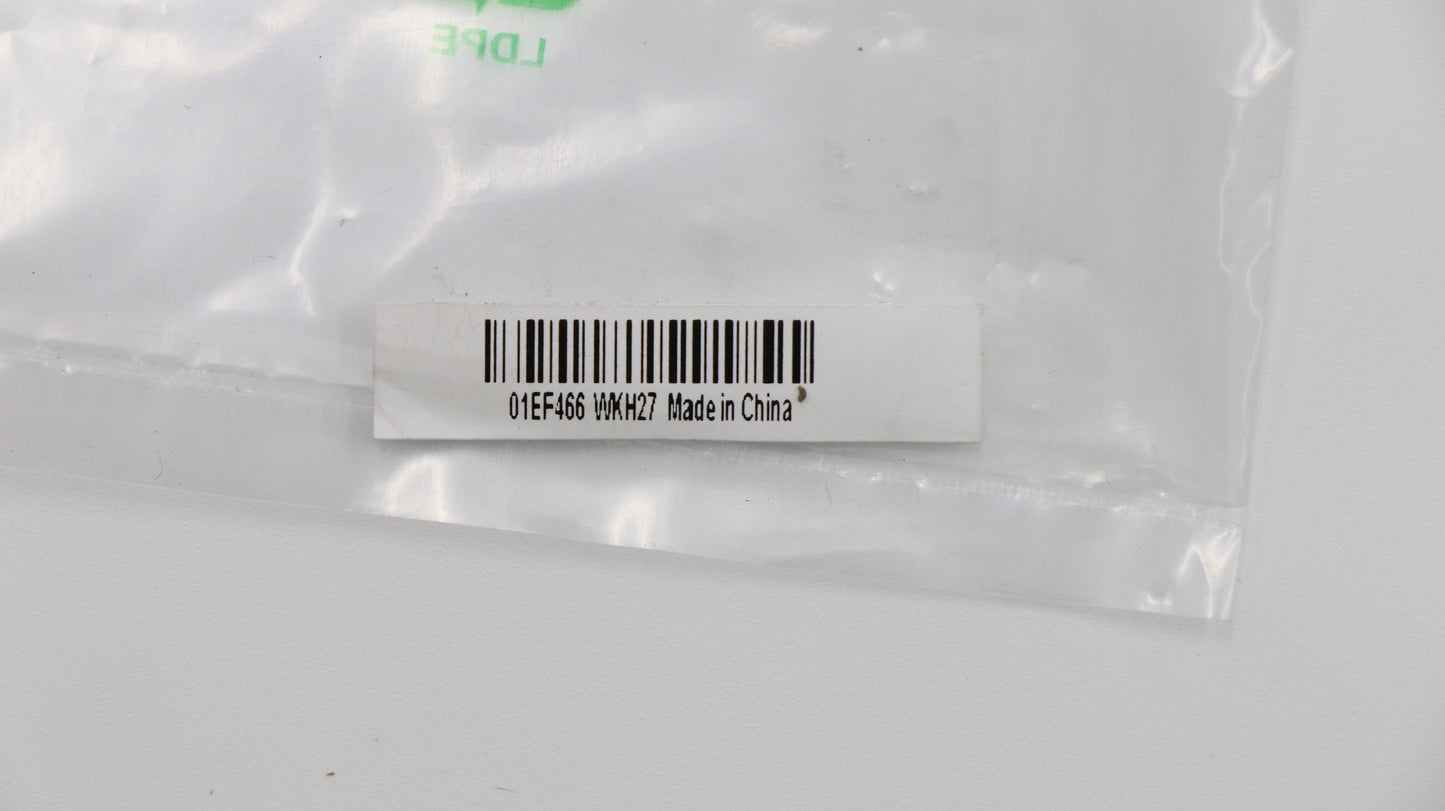 LDPE
01EF466 WKH27 Made in China